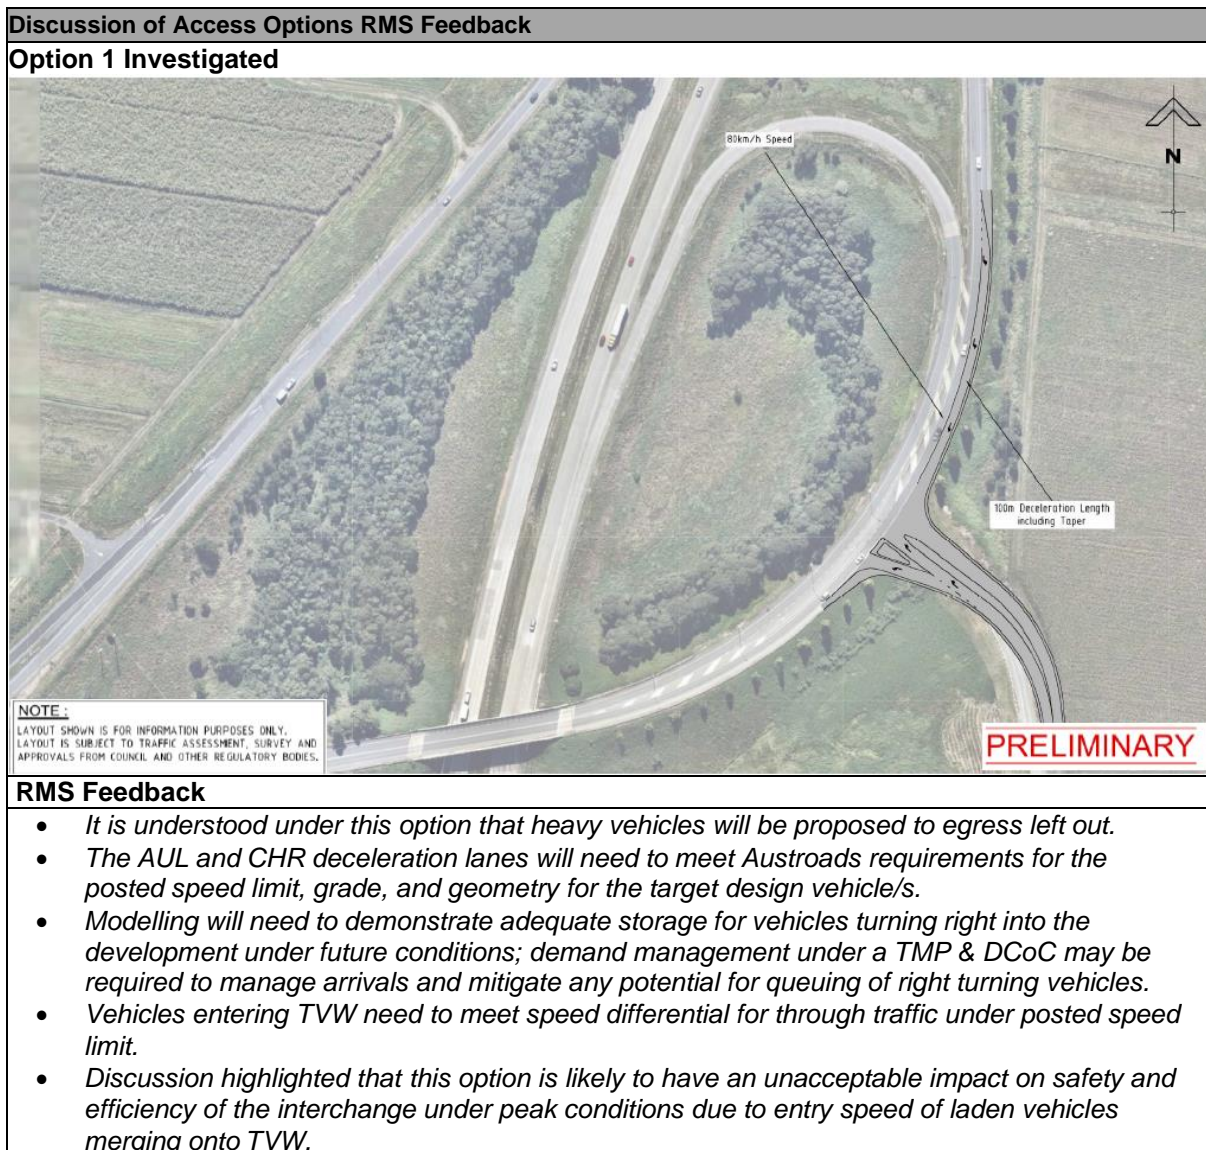 Discussion of Access Options RMS Feedback
Option 1 Investigated
80km/h Speed
N
100m Deceleration Length
including Taper
NOTE :
LAYOUT SHOWN IS FOR INFORMATION PURPOSES ONLY.
LAYOUT IS SUBJECT TO TRAFFIC ASSESSMENT, SURVEY AND
APPROVALS FROM COUNCIL AND OTHER REGULATORY BODIES.
PRELIMINARY
RMS Feedback
• It is understood under this option that heavy vehicles will be proposed to egress left out.
• The AUL and CHR deceleration lanes will need to meet Austroads requirements for the
posted speed limit, grade, and geometry for the target design vehicle/s.
• Modelling will need to demonstrate adequate storage for vehicles turning right into the
development under future conditions; demand management under a TMP & DCoC may be
required to manage arrivals and mitigate any potential for queuing of right turning vehicles.
• Vehicles entering TVW need to meet speed differential for through traffic under posted speed
limit.
• Discussion highlighted that this option is likely to have an unacceptable impact on safety and
efficiency of the interchange under peak conditions due to entry speed of laden vehicles
merging onto TVW.